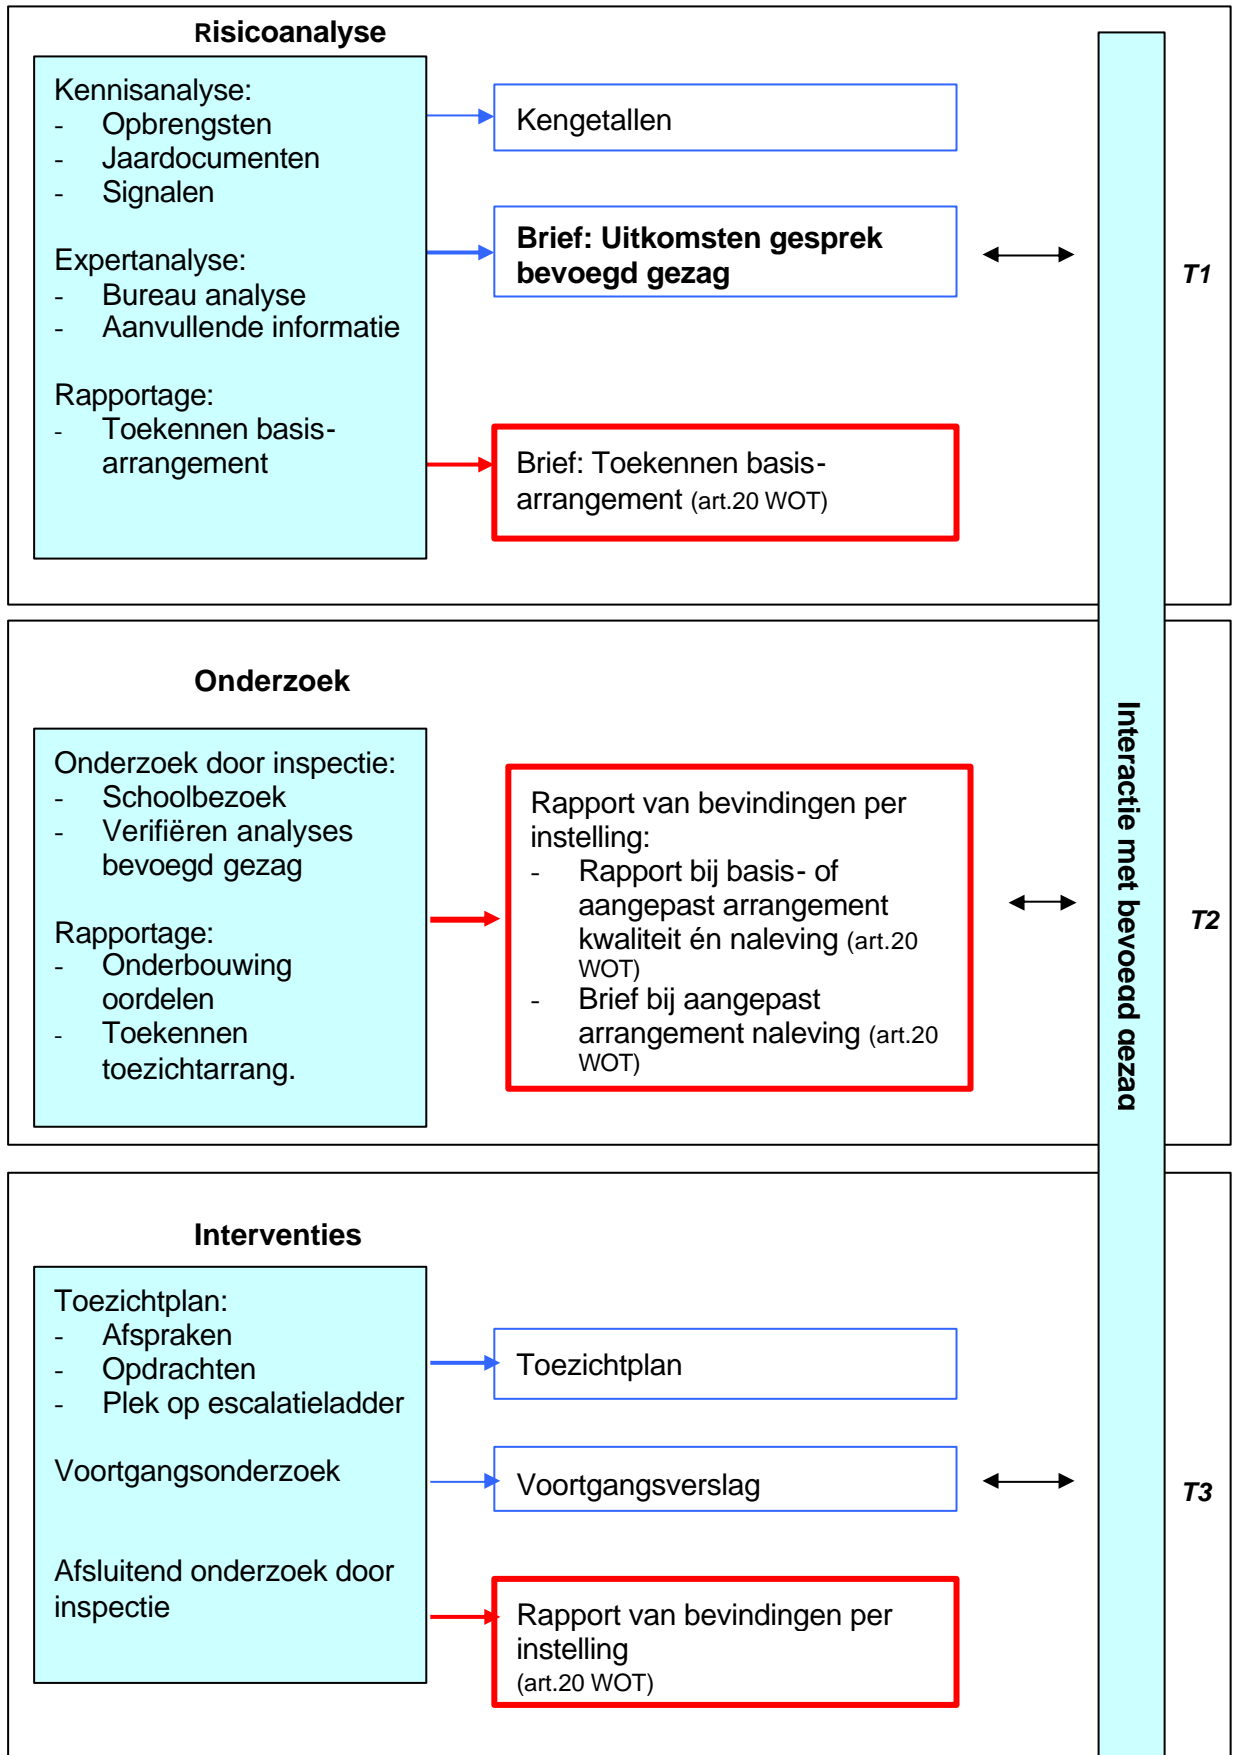 Risicoanalyse
Kennisanalyse:
- Opbrengsten
- Jaardocumenten
- Signalen
Expertanalyse:
- Bureau analyse
- Aanvullende informatie
Rapportage:
- Toekennen basis-
arrangement
Kengetallen
Brief: Uitkomsten gesprek
bevoegd gezag
Brief: Toekennen basis-
arrangement (art.20 WOT)
T1
Onderzoek
Onderzoek door inspectie:
- Schoolbezoek
- Verifiëren analyses
bevoegd gezag
Rapportage:
- Onderbouwing
oordelen
- Toekennen
toezichtarrang.
Rapport van bevindingen per
instelling:
- Rapport bij basis- of
aangepast arrangement
kwaliteit én naleving (art.20
WOT)
- Brief bij aangepast
arrangement naleving (art.20
WOT)
Interactie met bevoegd gezag
T2
Interventies
Toezichtplan:
- Afspraken
- Opdrachten
- Plek op escalatieladder
Voortgangsonderzoek
Afsluitend onderzoek door
inspectie
Toezichtplan
Voortgangsverslag
Rapport van bevindingen per
instelling
(art.20 WOT)
T3